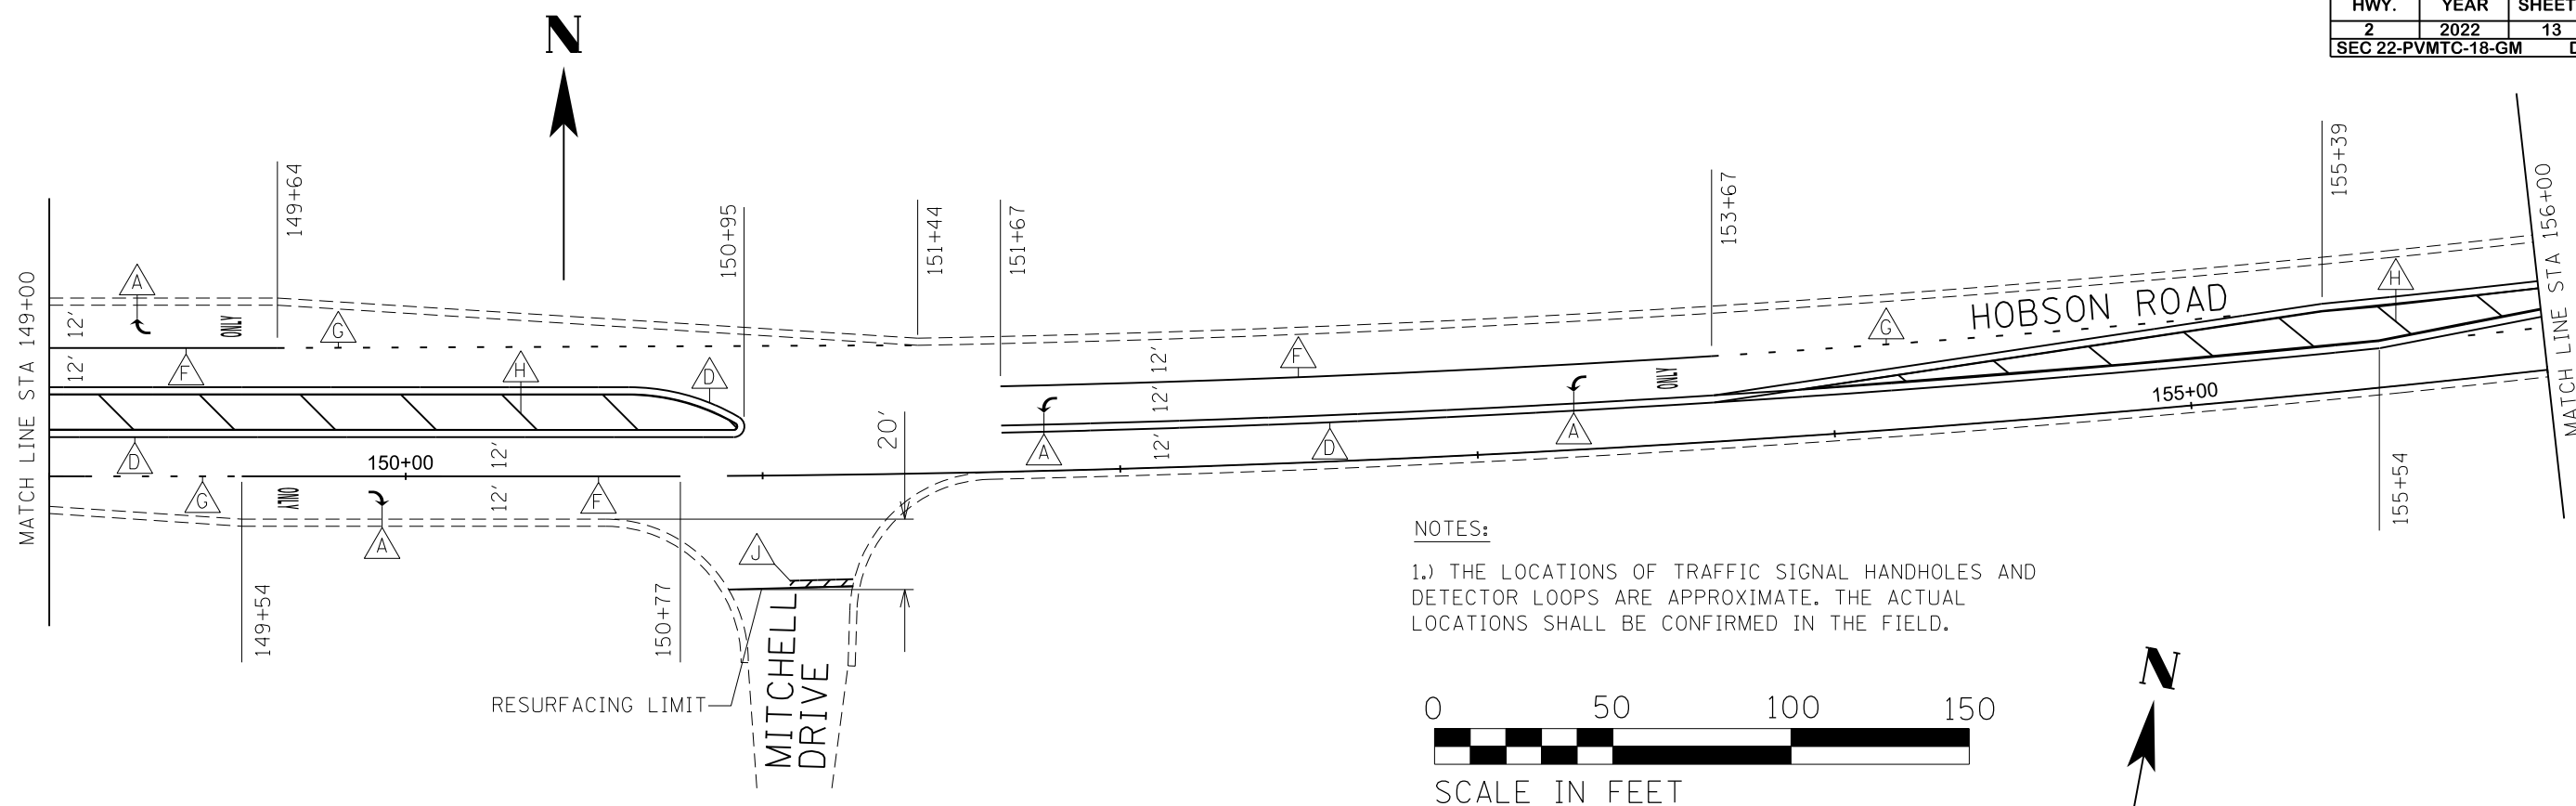 HWY. YEAR SHEET
2 2022 13
SEC 22-PVMTC-18-GM D
N
MATCH LINE STA 149+00
149+64
150+95
151+44
151+67
153+67
155+39
MATCH LINE STA 156+00
A
12'
12'
ONLY
G
F
H
D
D
150+00
12'
12'
G
ONLY
A
F
20'
F
12'
12'
12'
A
D
A
ONLY
G
HOBSON ROAD
H
155+00
149+54
150+77
155+54
J
RESURFACING LIMIT
MITCHELL
DRIVE
NOTES:
1.) THE LOCATIONS OF TRAFFIC SIGNAL HANDHOLES AND
DETECTOR LOOPS ARE APPROXIMATE. THE ACTUAL
LOCATIONS SHALL BE CONFIRMED IN THE FIELD.
0 50 100 150
SCALE IN FEET
N